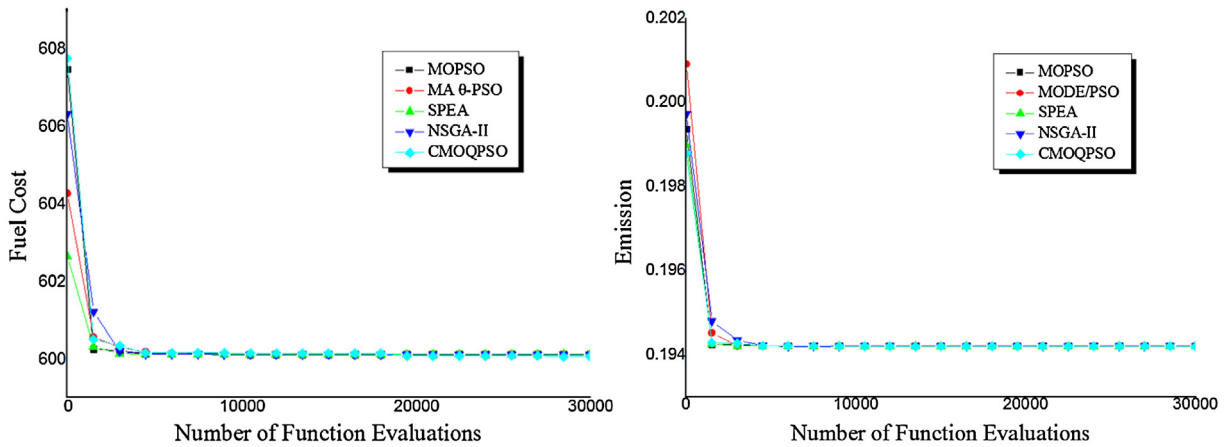 608
606
604
602
600
Fuel Cost
MOPSO
MA θ-PSO
SPEA
NSGA-II
CMOQPSO
0
10000
20000
30000
Number of Function Evaluations
0.202
0.200
0.198
0.196
0.194
Emission
MOPSO
MODE/PSO
SPEA
NSGA-II
CMOQPSO
0
10000
20000
30000
Number of Function Evaluations